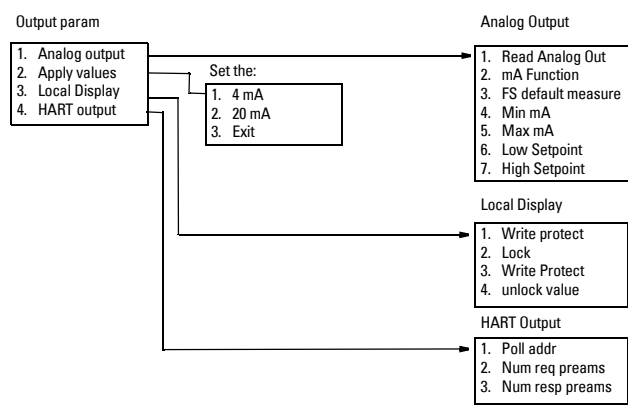 Output param
1. Analog output
2. Apply values
3. Local Display
4. HART output
Set the:
1. 4 mA
2. 20 mA
3. Exit
Analog Output
1. Read Analog Out
2. mA Function
3. FS default measure
4. Min mA
5. Max mA
6. Low Setpoint
7. High Setpoint
Local Display
1. Write protect
2. Lock
3. Write Protect
4. unlock value
HART Output
1. Poll addr
2. Num req preams
3. Num resp preams